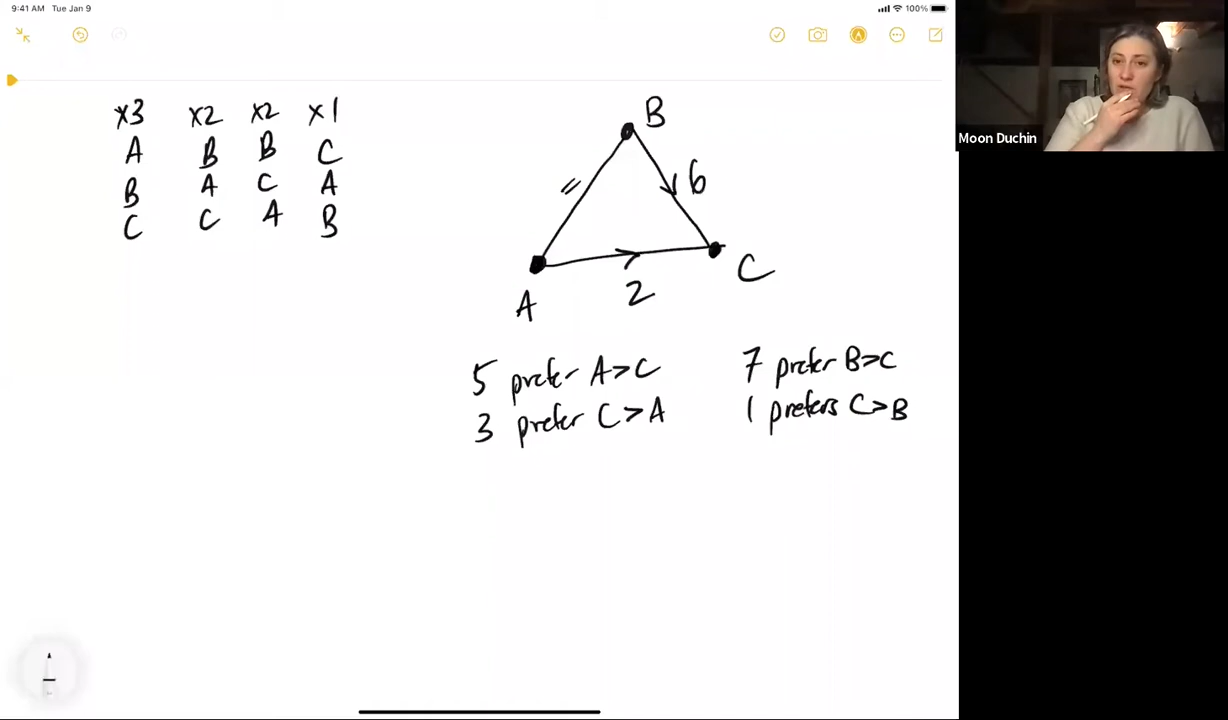 9:41 AM Tue Jan 9
100%
Moon Duchin
x3 x2 x2 x1
A B B C
B A C A
C C A B
B
=
6
A
2
C
5 prefer A>C
3 prefer C>A
7 prefer B>C
1 prefers C>B